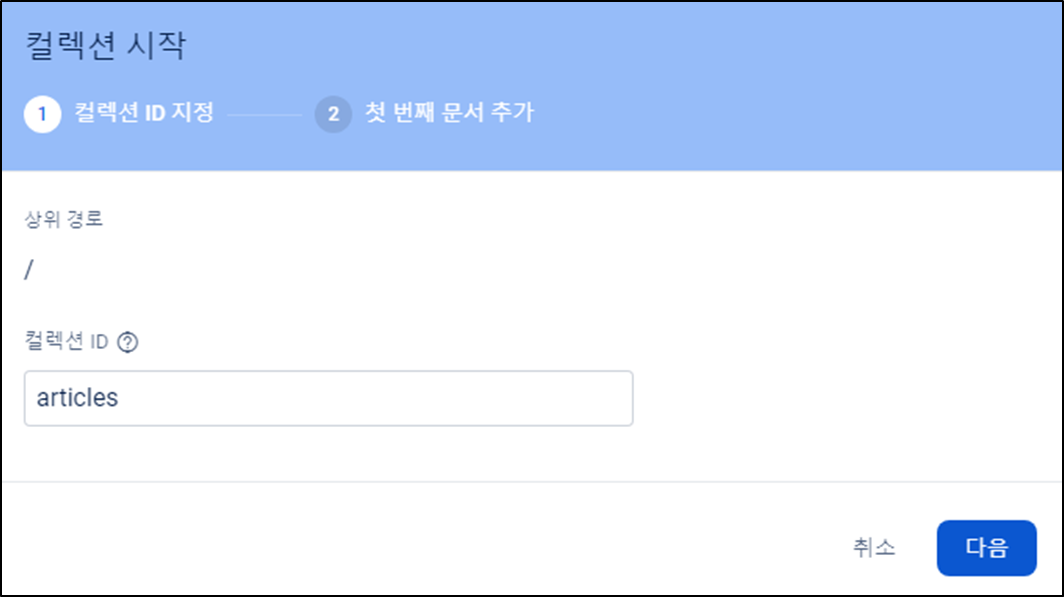 컬렉션 시작
1 컬렉션 ID 지정 2 첫 번째 문서 추가
상위 경로
/
컬렉션 ID ?
articles
취소 다음